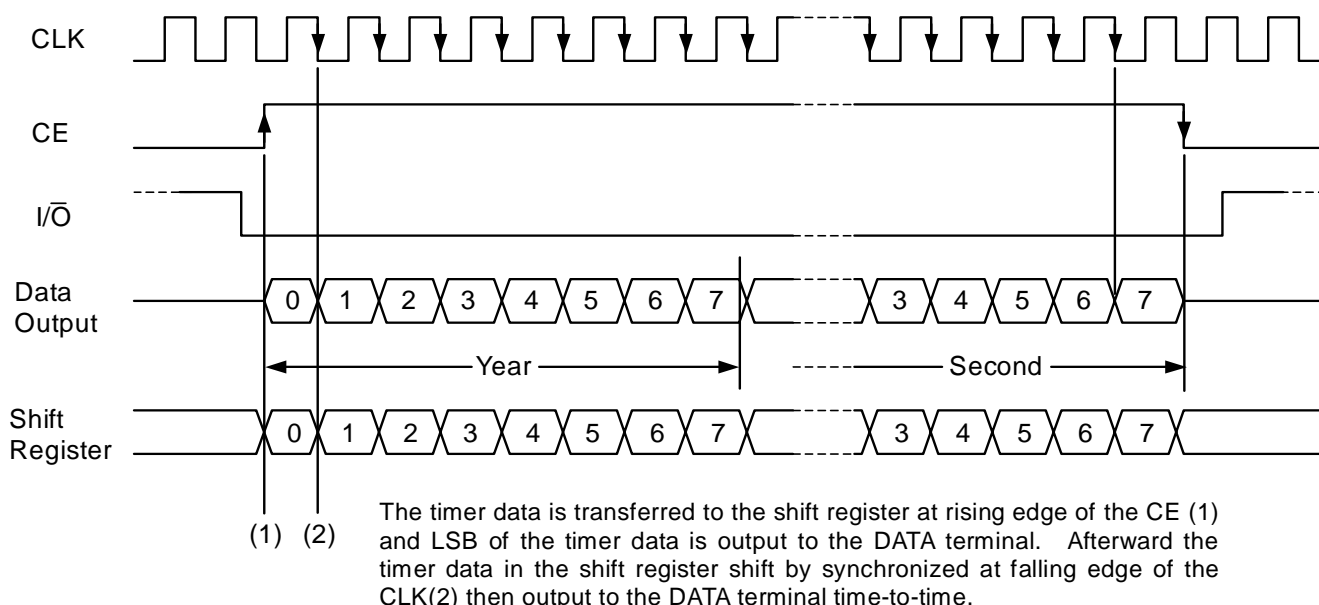 CLK
CE
I/O̅
Data
Output
0 1 2 3 4 5 6 7 3 4 5 6 7
Year Second
Shift
Register
0 1 2 3 4 5 6 7 3 4 5 6 7
(1) (2)
The timer data is transferred to the shift register at rising edge of the CE (1)
and LSB of the timer data is output to the DATA terminal. Afterward the
timer data in the shift register shift by synchronized at falling edge of the
CLK(2) then output to the DATA terminal time-to-time.